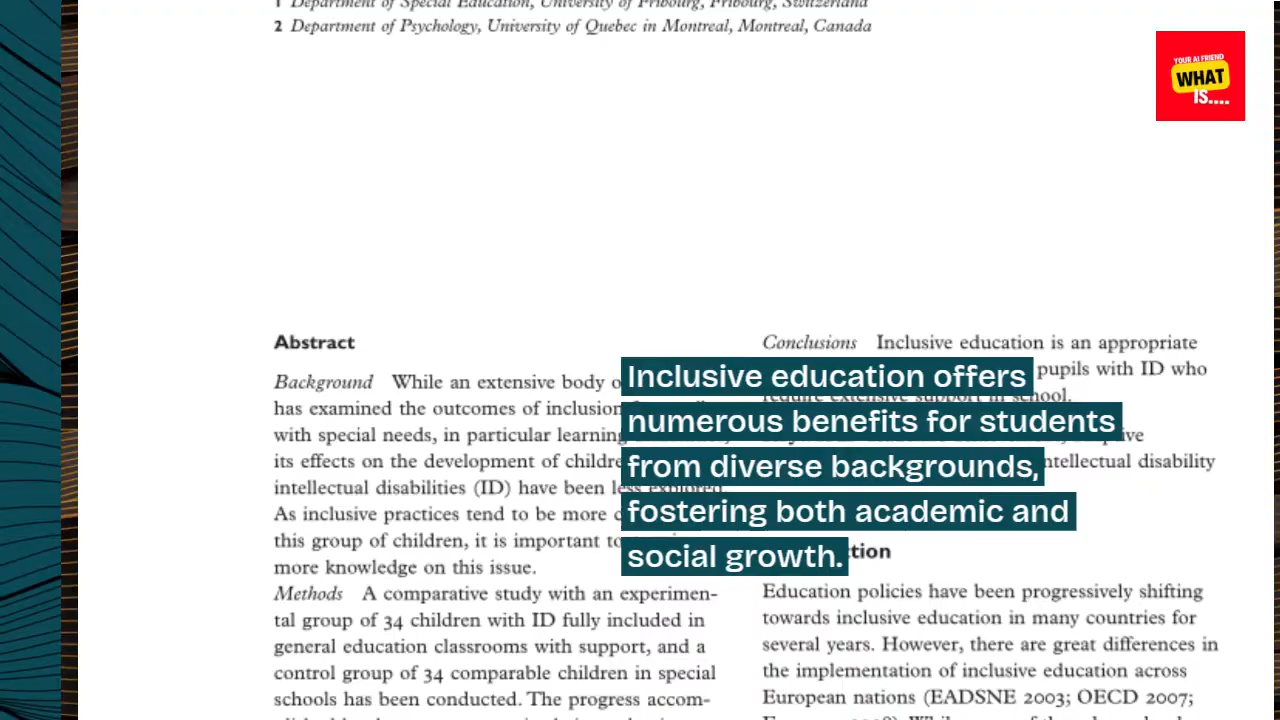 1 Department of Special Education, University of Fribourg, Fribourg, Switzerland
2 Department of Psychology, University of Quebec in Montreal, Montreal, Canada
YOUR AI FRIEND
WHAT
IS....
Abstract
Background While an extensive body
has examined the outcomes of inclusion
with special needs, in particular learning
its effects on the development of
intellectual disabilities (ID) have been less explored.
As inclusive practices tend to be more
this group of children, it is important to
more knowledge on this issue.
Methods A comparative study with an experimen-
tal group of 34 children with ID fully included in
general education classrooms with support, and a
control group of 34 comparable children in special
schools has been conducted. The progress accom-
Inclusive education offers
numerous benefits for students
from diverse backgrounds,
fostering both academic and
social growth.
Conclusions Inclusive education is an appropriate
pupils with ID who
require extensive support in school.
intellectual disability
Education policies have been progressively shifting
towards inclusive education in many countries for
several years. However, there are great differences in
the implementation of inclusive education across
European nations (EADSNE 2003; OECD 2007;